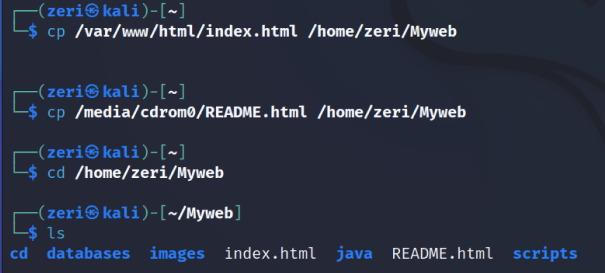 ┌──(zeri㉿kali)-[~]
└─$ cp /var/www/html/index.html /home/zeri/Myweb
┌──(zeri㉿kali)-[~]
└─$ cp /media/cdrom0/README.html /home/zeri/Myweb
┌──(zeri㉿kali)-[~]
└─$ cd /home/zeri/Myweb
┌──(zeri㉿kali)-[~/Myweb]
└─$ ls
cd databases images index.html java README.html scripts